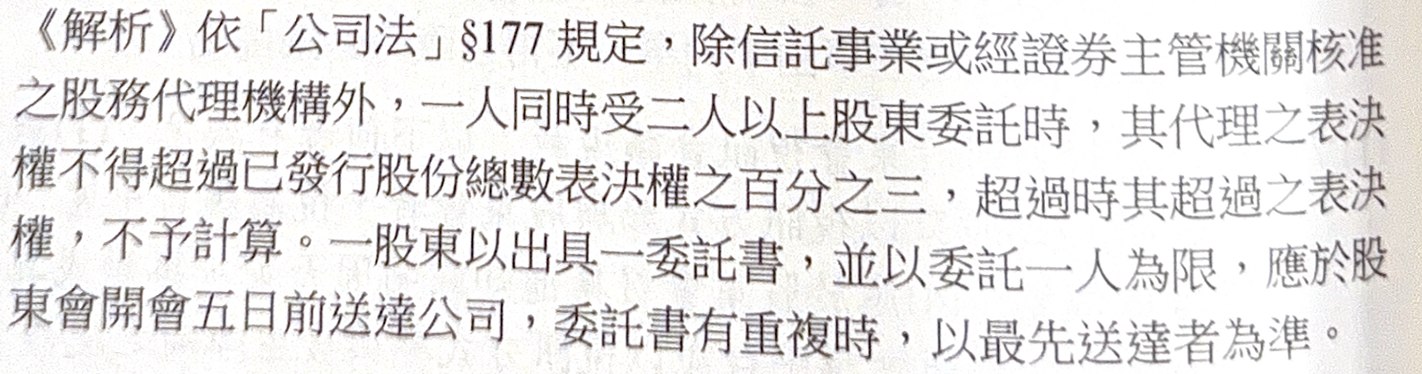 《解析》依「公司法」§177 規定，除信託事業或經證券主管機關核准
之股務代理機構外，一人同時受二人以上股東委託時，其代理之表決
權不得超過已發行股份總數表決權之百分之三，超過時其超過之表決
權，不予計算。一股東以出具一委託書，並以委託一人為限，應於股
東會開會五日前送達公司，委託書有重複時，以最先送達者為準。